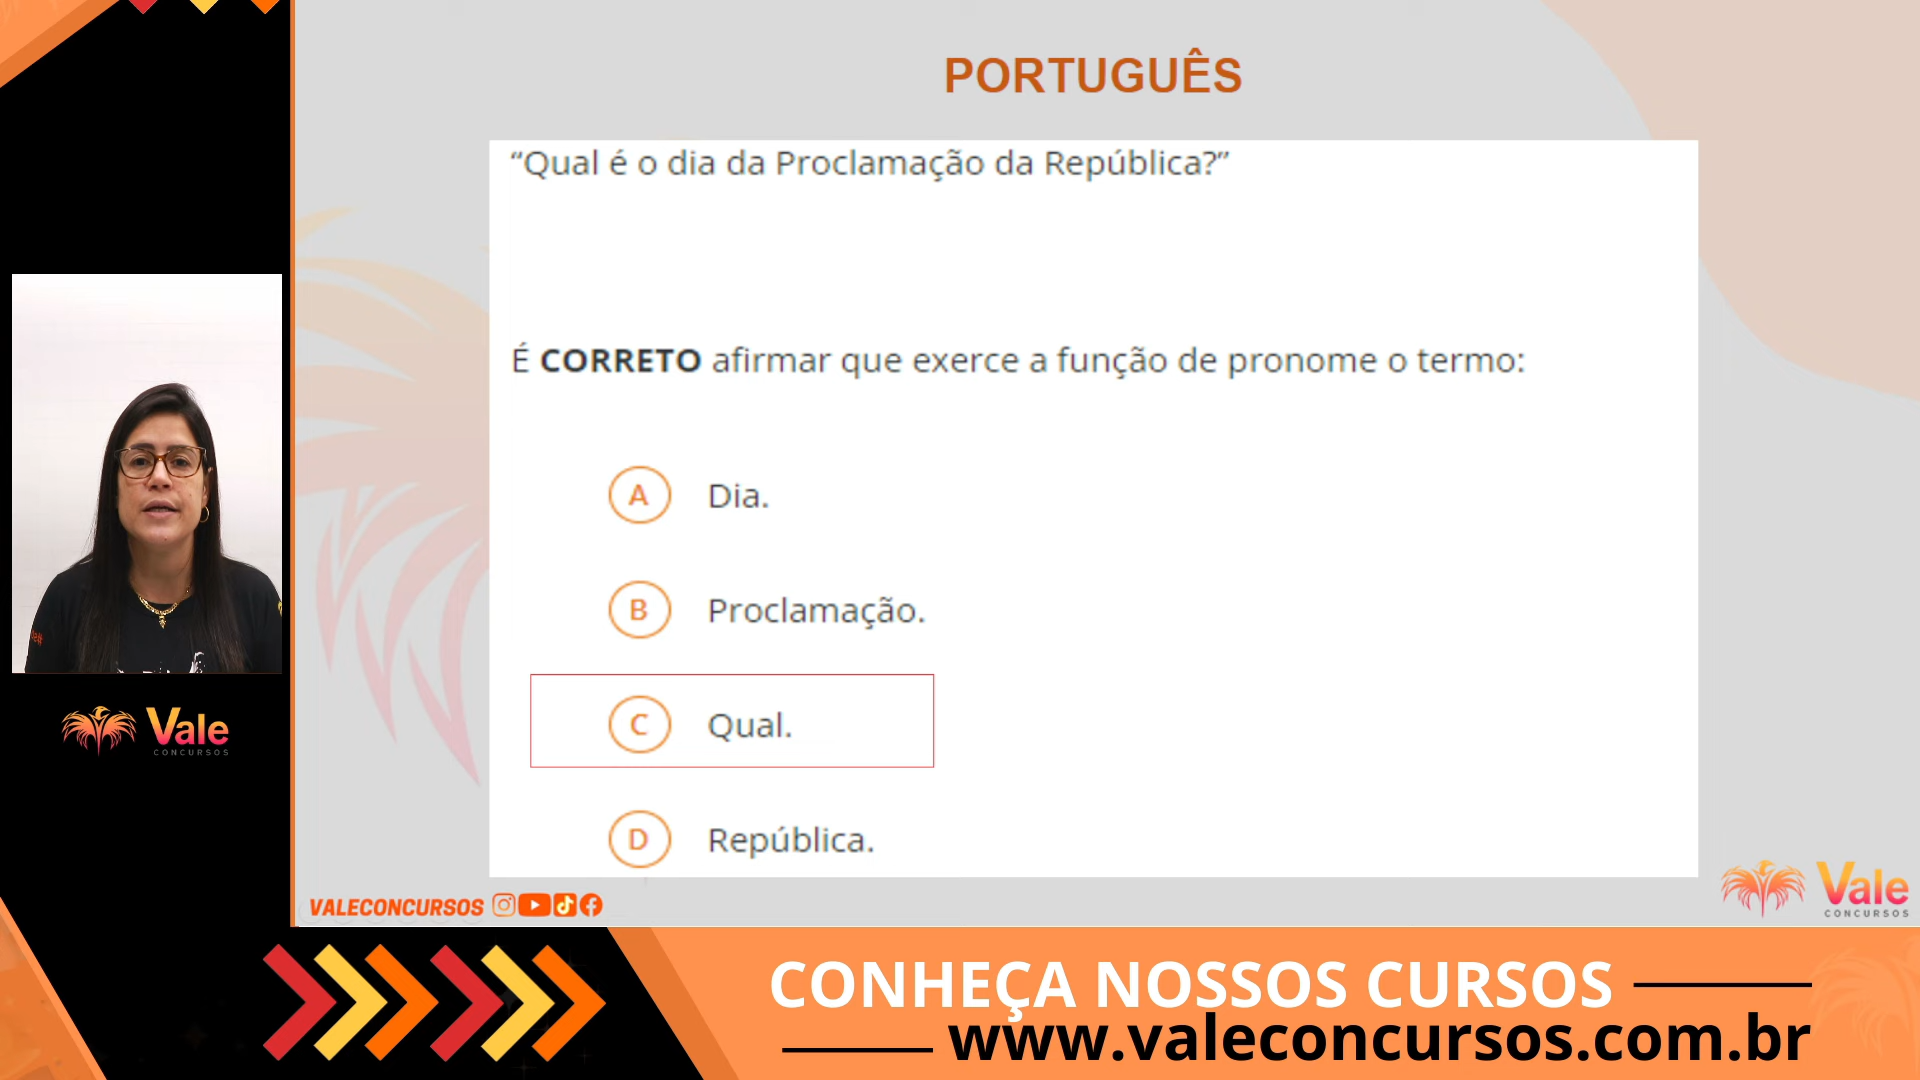 PORTUGUÊS
“Qual é o dia da Proclamação da República?”
É CORRETO afirmar que exerce a função de pronome o termo:
A Dia.
B Proclamação.
C Qual.
D República.
Vale
CONCURSOS
VALECONCURSOS
Vale
CONCURSOS
CONHEÇA NOSSOS CURSOS
www.valeconcursos.com.br